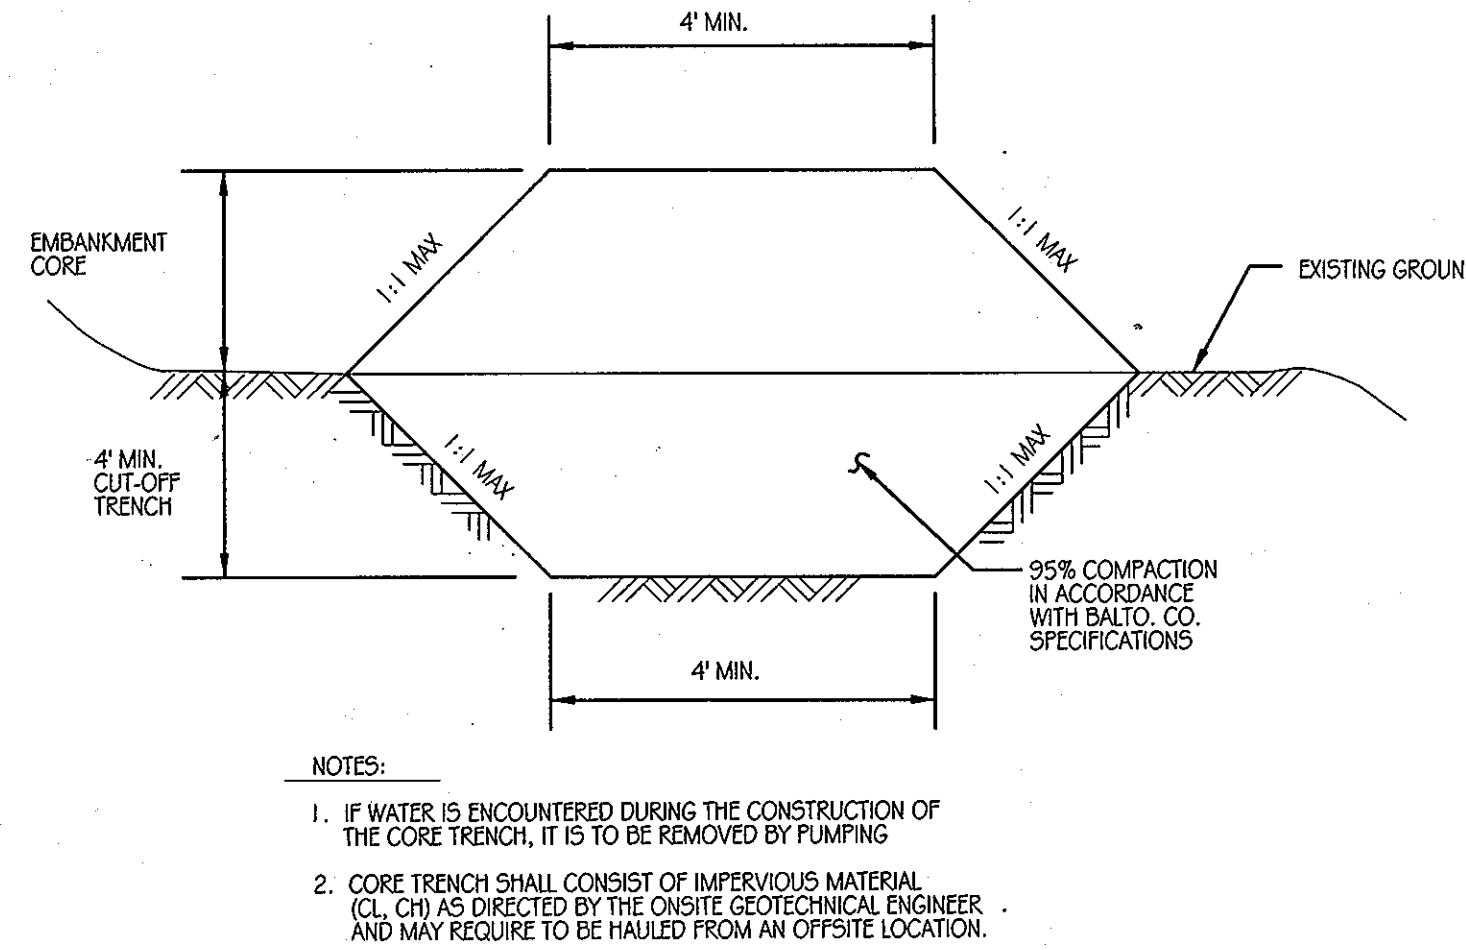 4' MIN.
EMBANKMENT
CORE
1:1 MAX
1:1 MAX
EXISTING GROUN
4' MIN.
CUT-OFF
TRENCH
1:1 MAX
1:1 MAX
95% COMPACTION
IN ACCORDANCE
WITH BALTO. CO.
SPECIFICATIONS
4' MIN.
NOTES:
1. IF WATER IS ENCOUNTERED DURING THE CONSTRUCTION OF
THE CORE TRENCH, IT IS TO BE REMOVED BY PUMPING
2. CORE TRENCH SHALL CONSIST OF IMPERVIOUS MATERIAL
(CL, CH) AS DIRECTED BY THE ONSITE GEOTECHNICAL ENGINEER
AND MAY REQUIRE TO BE HAULED FROM AN OFFSITE LOCATION.